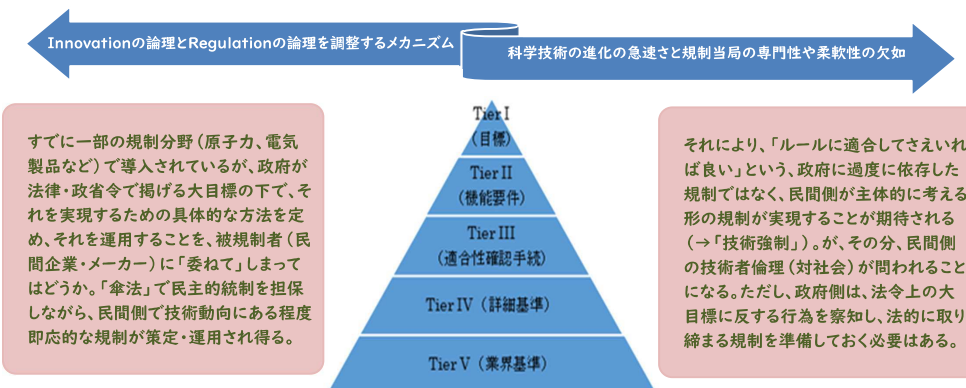 Innovationの論理とRegulationの論理を調整するメカニズム
科学技術の進化の急速さと規制当局の専門性や柔軟性の欠如
すでに一部の規制分野(原子力、電気
製品など)で導入されているが、政府が
法律・政省令で掲げる大目標の下で、そ
れを実現するための具体的な方法を定
め、それを運用することを、被規制者(民
間企業・メーカー)に「委ねて」しまって
はどうか。「傘法」で民主的統制を担保
しながら、民間側で技術動向にある程度
即応的な規制が策定・運用され得る。
Tier I
(目標)
Tier II
(機能要件)
Tier III
(適合性確認手続)
Tier IV(詳細基準)
Tier V(業界基準)
それにより、「ルールに適合してさえいれ
ば良い」という、政府に過度に依存した
規制ではなく、民間側が主体的に考える
形の規制が実現することが期待される
(→「技術強制」)。が、その分、民間側
の技術者倫理(対社会)が問われること
になる。ただし、政府側は、法令上の大
目標に反する行為を察知し、法的に取り
締まる規制を準備しておく必要はある。